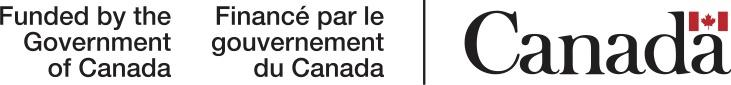 Funded by the
Government
of Canada
Financé par le
gouvernement
du Canada
Canada